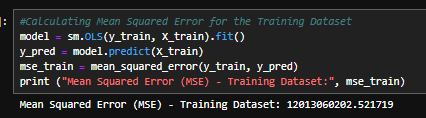 ]:
#Calculating Mean Squared Error for the Training Dataset
model = sm.OLS(y_train, X_train).fit()
y_pred = model.predict(X_train)
mse_train = mean_squared_error(y_train, y_pred)
print ("Mean Squared Error (MSE) - Training Dataset:", mse_train)
Mean Squared Error (MSE) - Training Dataset: 12013060202.521719